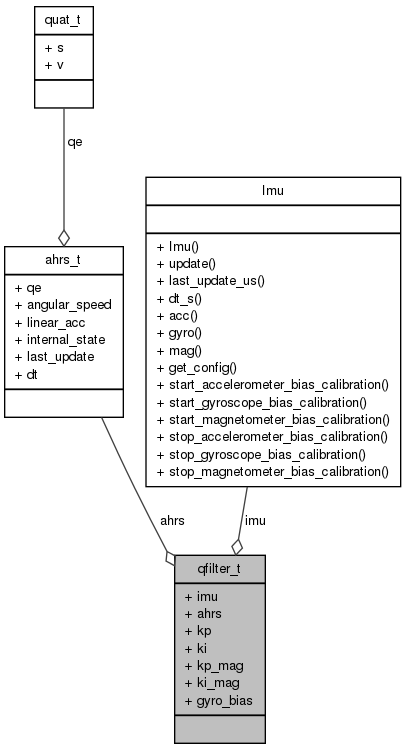 quat_t
+ s
+ v
qe
ahrs_t
+ qe
+ angular_speed
+ linear_acc
+ internal_state
+ last_update
+ dt
Imu
+ Imu()
+ update()
+ last_update_us()
+ dt_s()
+ acc()
+ gyro()
+ mag()
+ get_config()
+ start_accelerometer_bias_calibration()
+ start_gyroscope_bias_calibration()
+ start_magnetometer_bias_calibration()
+ stop_accelerometer_bias_calibration()
+ stop_gyroscope_bias_calibration()
+ stop_magnetometer_bias_calibration()
ahrs
imu
qfilter_t
+ imu
+ ahrs
+ kp
+ ki
+ kp_mag
+ ki_mag
+ gyro_bias